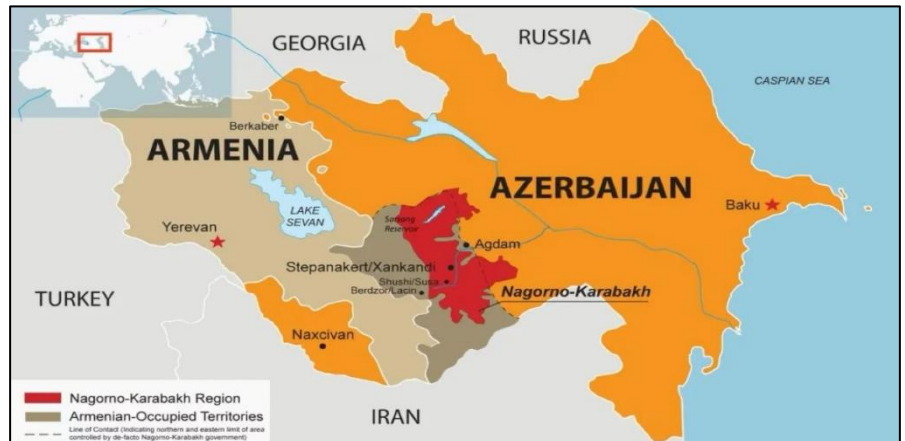 GEORGIA
RUSSIA
CASPIAN SEA
Berkaber
ARMENIA
AZERBAIJAN
LAKE
SEVAN
Baku
Sarsang
Reservoir
Yerevan
Agdam
Stepanakert/Xankandi
Shushi/Susa
Berdzor/Lacin
Nagorno-Karabakh
TURKEY
Naxcivan
IRAN
Nagorno-Karabakh Region
Armenian-Occupied Territories
Line of Contact (Indicating northern and eastern limit of area
controlled by de-facto Nagorno-Karabakh government)